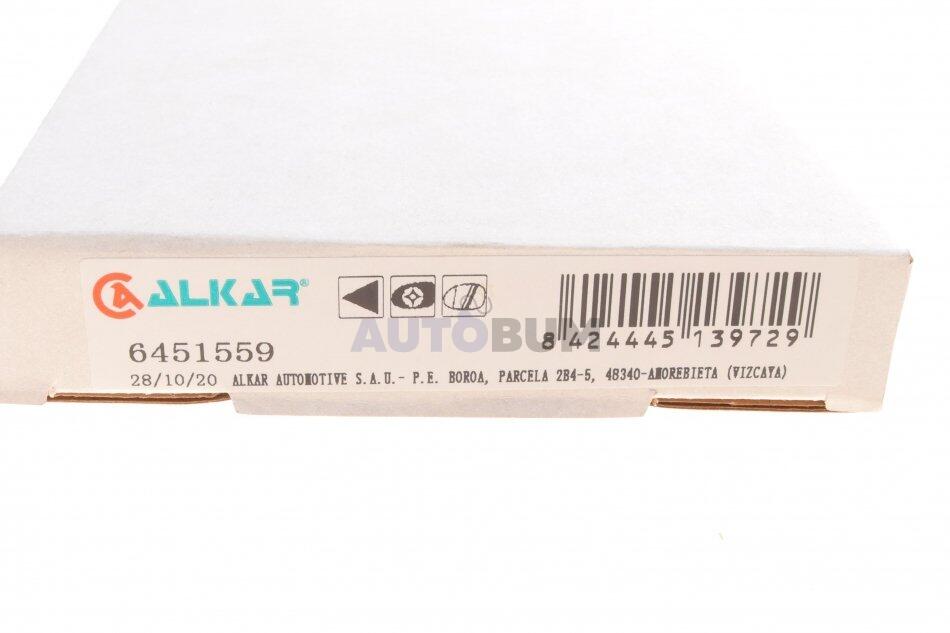 ALKAR®
6451559
8 424445 139729
28/10/20 ALKAR AUTOMOTIVE S.A.U.- P.E. BOROA, PARCELA 2B4-5, 48340-AMOREBIETA (VIZCAYA)
AUTOBUM